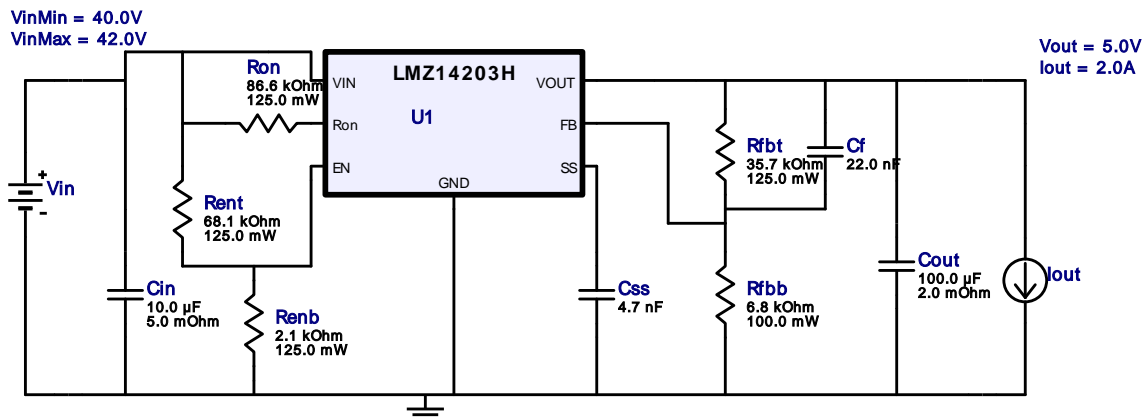 VinMin = 40.0V
VinMax = 42.0V
Vout = 5.0V
Iout = 2.0A
Ron
86.6 kOhm
125.0 mW
LMZ14203H
U1
VIN
Ron
EN
GND
VOUT
FB
SS
Vin
+
-
Rent
68.1 kOhm
125.0 mW
Cin
10.0 µF
5.0 mOhm
Renb
2.1 kOhm
125.0 mW
Css
4.7 nF
Rfbt
35.7 kOhm
125.0 mW
Cf
22.0 nF
Rfbb
6.8 kOhm
100.0 mW
Cout
100.0 µF
2.0 mOhm
Iout